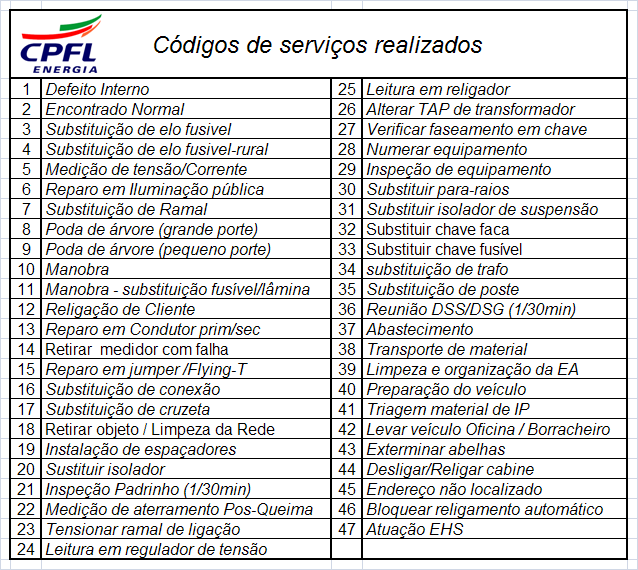 CPFL
ENERGIA
Códigos de serviços realizados
1 Defeito Interno
2 Encontrado Normal
3 Substituição de elo fusivel
4 Substituição de elo fusivel-rural
5 Medição de tensão/Corrente
6 Reparo em Iluminação pública
7 Substituição de Ramal
8 Poda de árvore (grande porte)
9 Poda de árvore (pequeno porte)
10 Manobra
11 Manobra - substituição fusível/lâmina
12 Religação de Cliente
13 Reparo em Condutor prim/sec
14 Retirar medidor com falha
15 Reparo em jumper /Flying-T
16 Substituição de conexão
17 Substituição de cruzeta
18 Retirar objeto / Limpeza da Rede
19 Instalação de espaçadores
20 Sustituir isolador
21 Inspeção Padrinho (1/30min)
22 Medição de aterramento Pos-Queima
23 Tensionar ramal de ligação
24 Leitura em regulador de tensão
25 Leitura em religador
26 Alterar TAP de transformador
27 Verificar faseamento em chave
28 Numerar equipamento
29 Inspeção de equipamento
30 Substituir para-raios
31 Substituir isolador de suspensão
32 Substituir chave faca
33 Substituir chave fusível
34 substituição de trafo
35 Substituição de poste
36 Reunião DSS/DSG (1/30min)
37 Abastecimento
38 Transporte de material
39 Limpeza e organização da EA
40 Preparação do veículo
41 Triagem material de IP
42 Levar veículo Oficina / Borracheiro
43 Exterminar abelhas
44 Desligar/Religar cabine
45 Endereço não localizado
46 Bloquear religamento automático
47 Atuação EHS